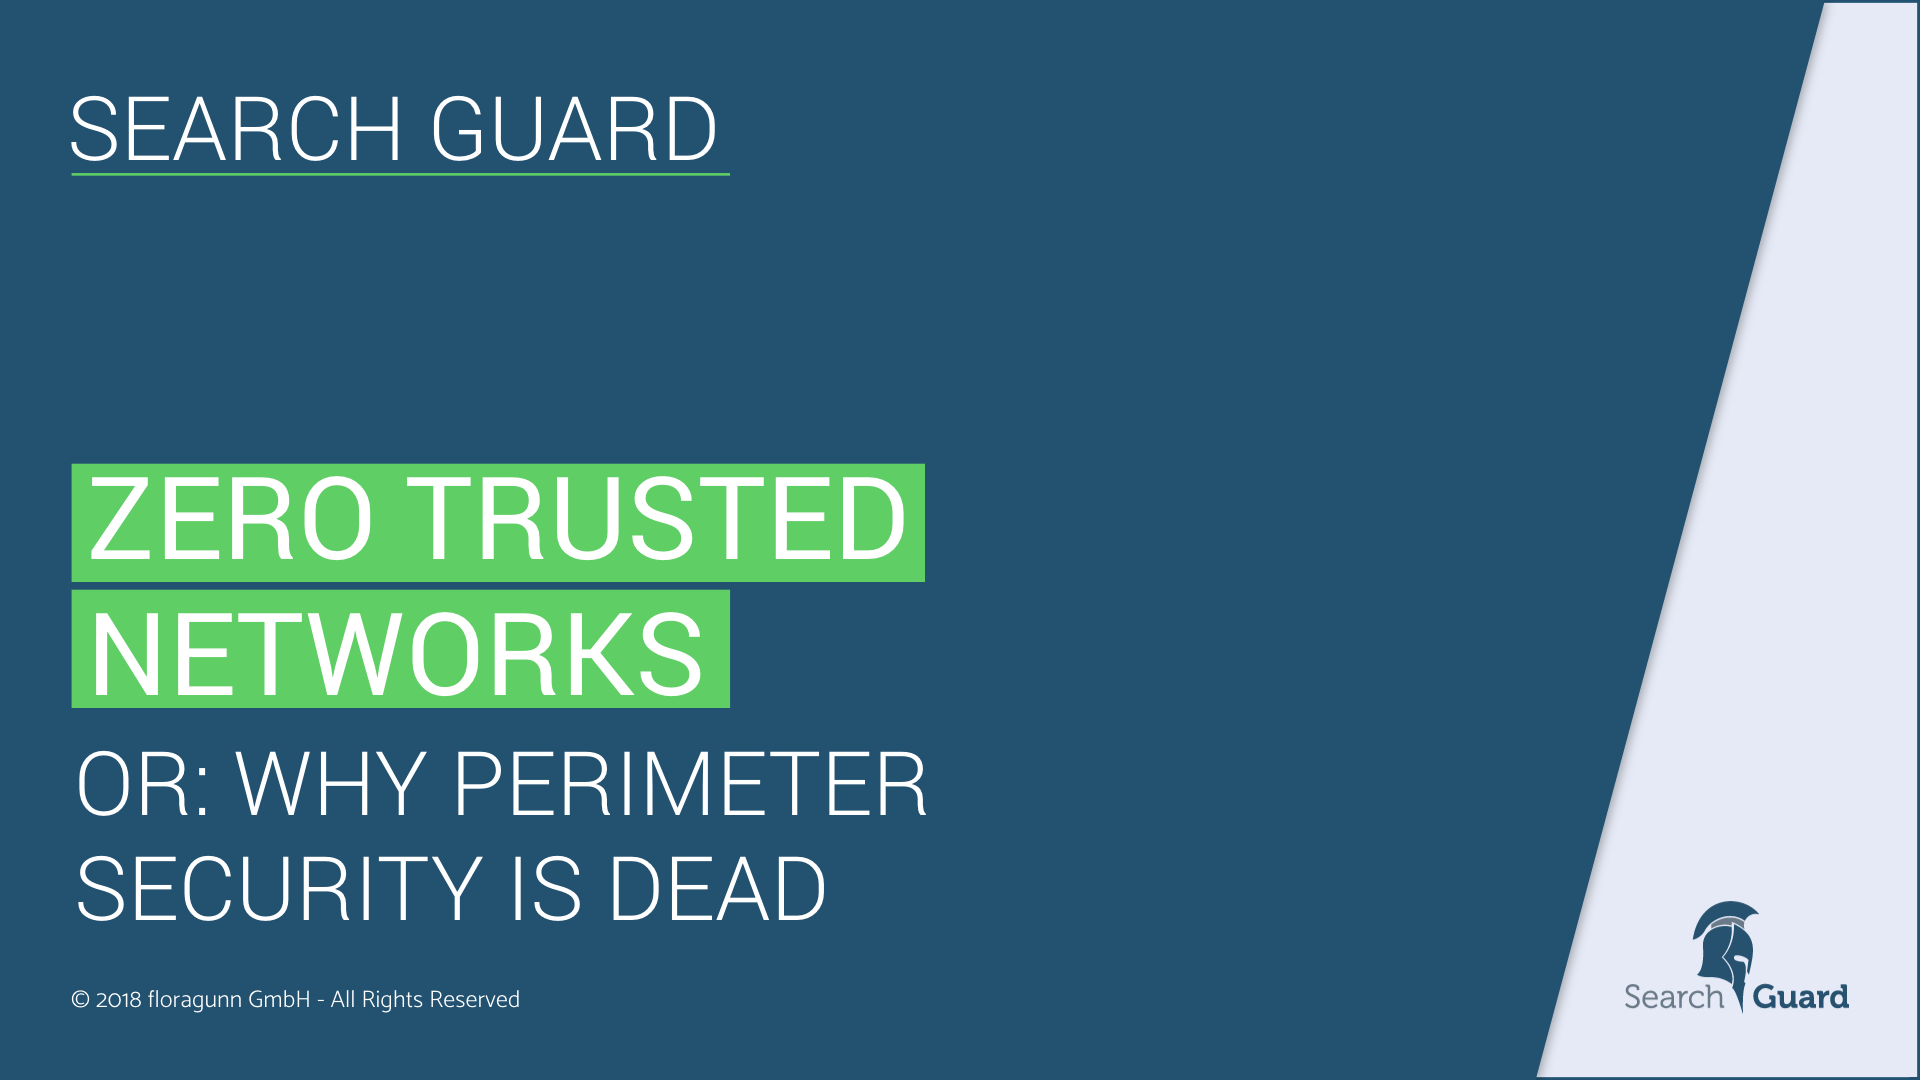 SEARCH GUARD
ZERO TRUSTED
NETWORKS
OR: WHY PERIMETER
SECURITY IS DEAD
© 2018 floragunn GmbH - All Rights Reserved
Search Guard